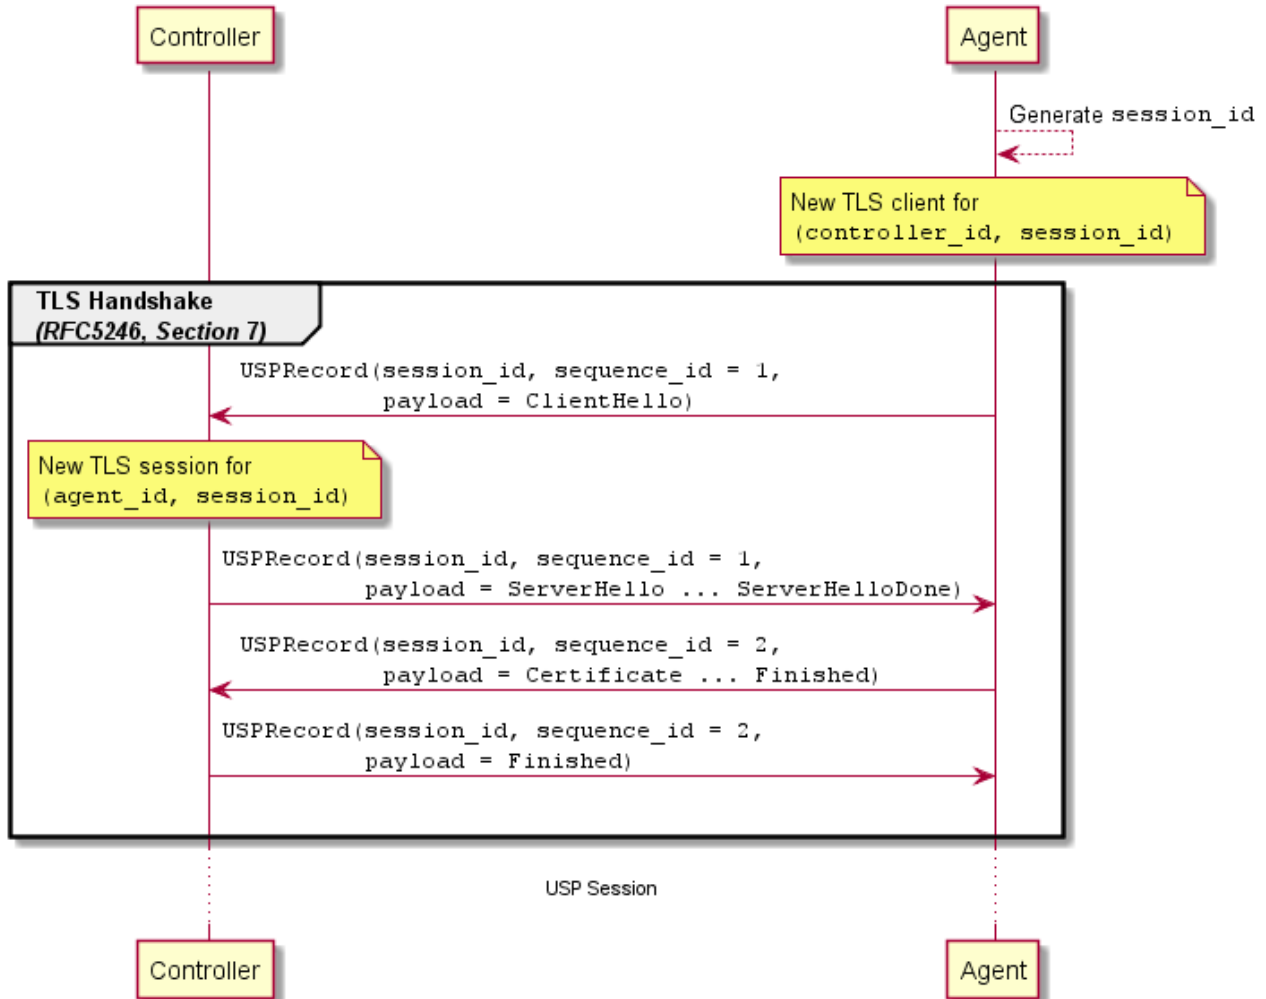 Controller
Agent
Generate session_id
New TLS client for
(controller_id, session_id)
TLS Handshake
(RFC5246, Section 7)
USPRecord(session_id, sequence_id = 1,
payload = ClientHello)
New TLS session for
(agent_id, session_id)
USPRecord(session_id, sequence_id = 1,
payload = ServerHello ... ServerHelloDone)
USPRecord(session_id, sequence_id = 2,
payload = Certificate ... Finished)
USPRecord(session_id, sequence_id = 2,
payload = Finished)
USP Session
Controller
Agent